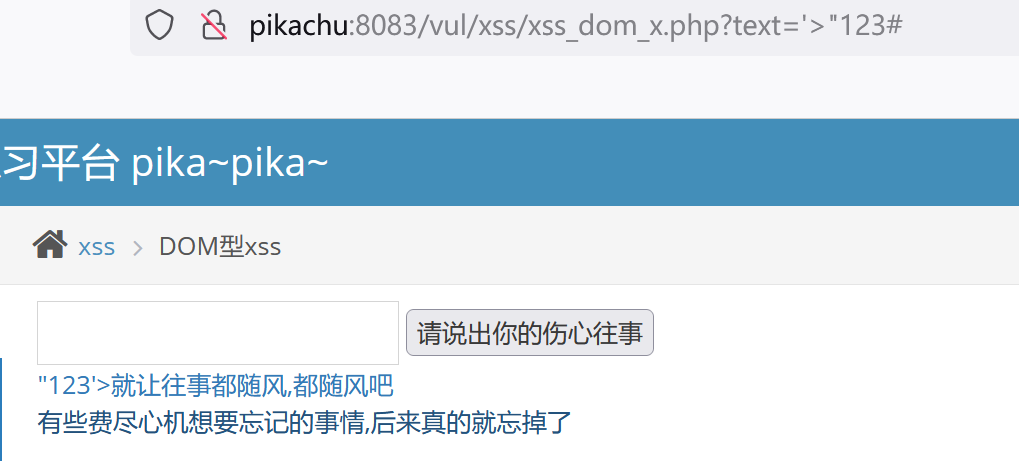 pikachu:8083/vul/xss/xss_dom_x.php?text='>"123#
习平台 pika~pika~
xss > DOM型xss
请说出你的伤心往事
"123'>就让往事都随风,都随风吧
有些费尽心机想要忘记的事情,后来真的就忘掉了